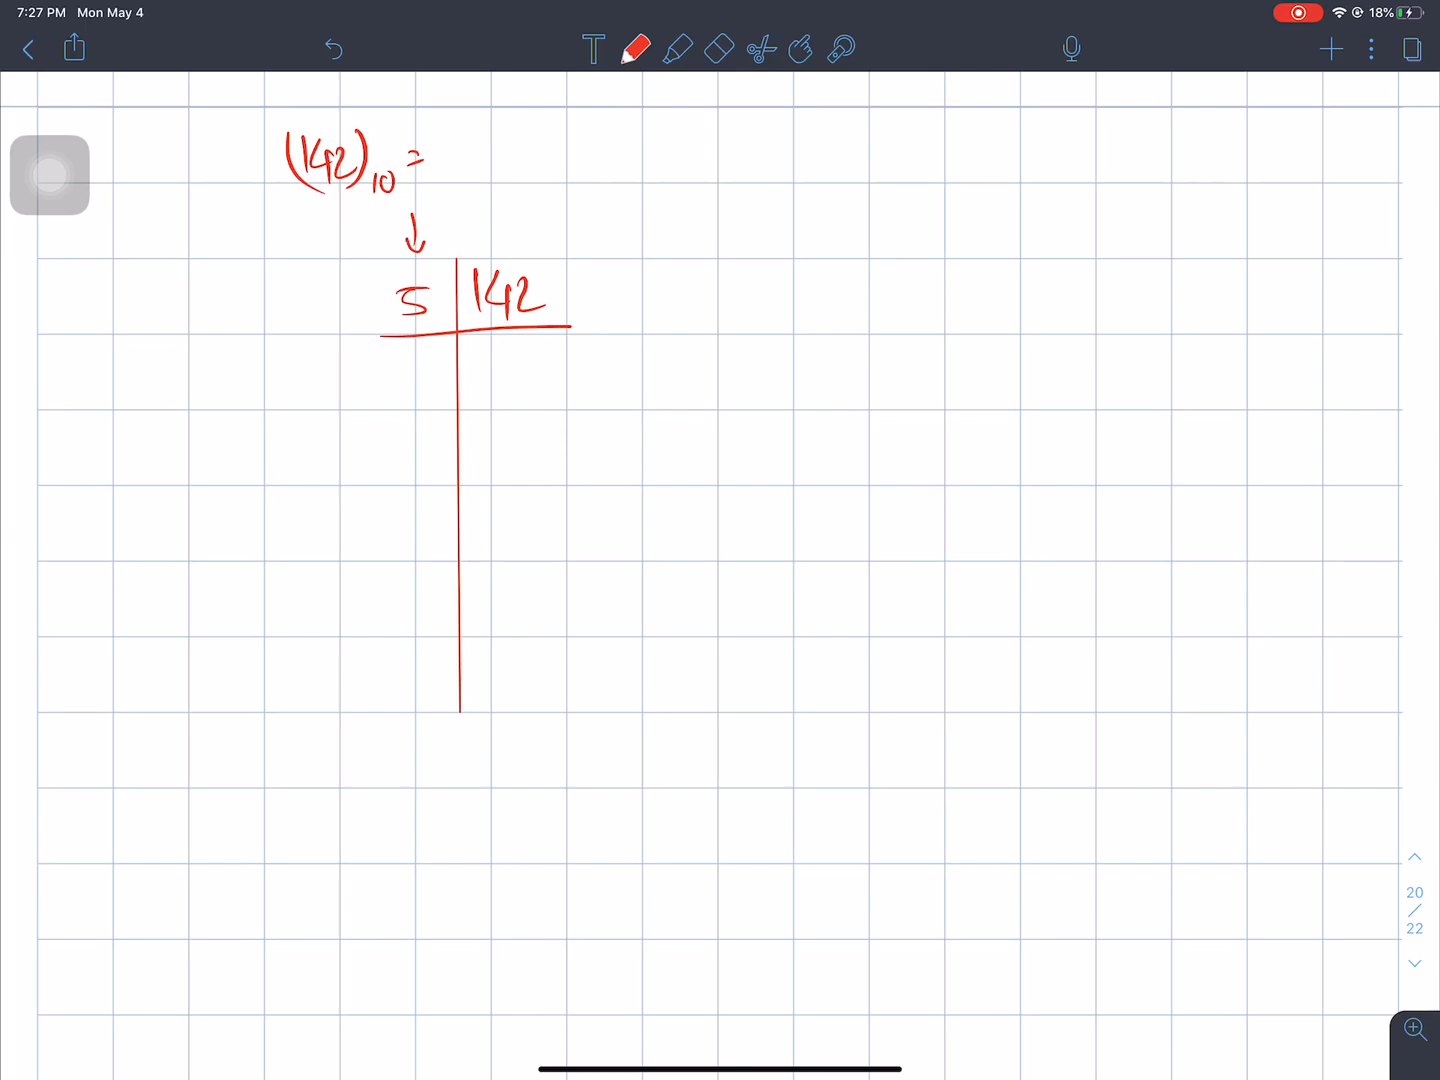 7:27 PM Mon May 4
18%
T
(142)₁₀ =
↓
5 | 142
20
/
22